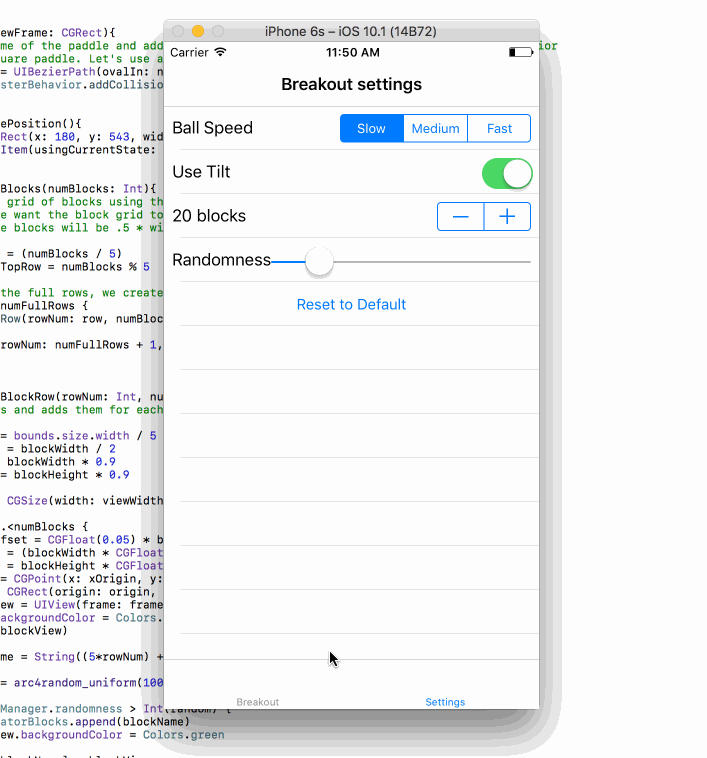 iPhone 6s – iOS 10.1 (14B72)
ewFrame: CGRect){
me of the paddle and add
ior
uare paddle. Let's use a
= UIBezierPath(ovalIn: n
sterBehavior.addCollisio
ePosition(){
Rect(x: 180, y: 543, wid
Item(usingCurrentState:
Blocks(numBlocks: Int){
grid of blocks using th
e want the block grid to
e blocks will be .5 * wi
= (numBlocks / 5)
TopRow = numBlocks % 5
the full rows, we create
numFullRows {
Row(rowNum: row, numBloc
rowNum: numFullRows + 1,
BlockRow(rowNum: Int, nu
s and adds them for each
= bounds.size.width / 5
= blockWidth / 2
blockWidth * 0.9
= blockHeight * 0.9
CGSize(width: viewWidth
.<numBlocks {
fset = CGFloat(0.05) * b
= (blockWidth * CGFloat
= blockHeight * CGFloat
= CGPoint(x: xOrigin, y:
CGRect(origin: origin,
ew = UIView(frame: frame
ackgroundColor = Colors.
blockView)
me = String((5*rowNum) +
= arc4random_uniform(100
Manager.randomness > Int(random) {
atorBlocks.append(blockName)
ew.backgroundColor = Colors.green
Carrier 11:50 AM
Breakout settings
Ball Speed Slow Medium Fast
Use Tilt
20 blocks − +
Randomness
Reset to Default
Breakout Settings